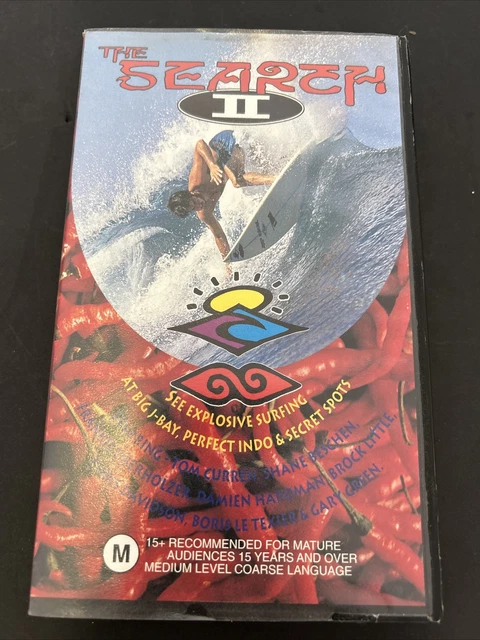 THE
SEARCH
II
SEE EXPLOSIVE SURFING
AT BIG J-BAY, PERFECT INDO & SECRET SPOTS
TOM CURREN, SHANE BESCHEN,
DAMIEN HARDMAN, BROCK LITTLE,
BORIS LE TEXIER & GARY GREEN.
M
15+ RECOMMENDED FOR MATURE
AUDIENCES 15 YEARS AND OVER
MEDIUM LEVEL COARSE LANGUAGE